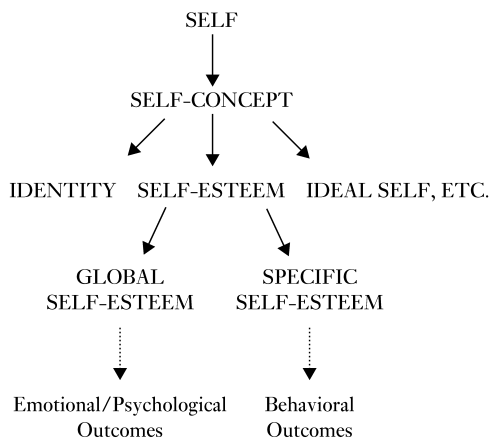 SELF
SELF-CONCEPT
IDENTITY SELF-ESTEEM IDEAL SELF, ETC.
GLOBAL
SELF-ESTEEM
SPECIFIC
SELF-ESTEEM
Emotional/Psychological
Outcomes
Behavioral
Outcomes